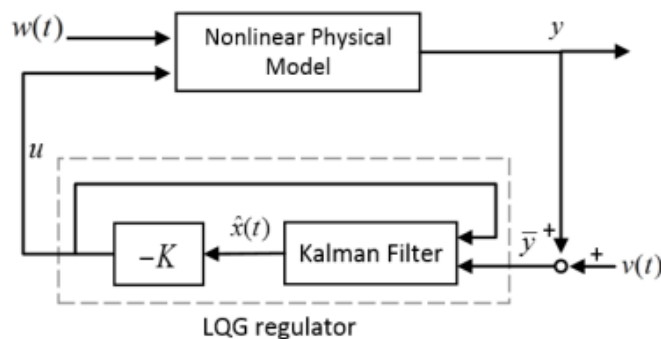 w(t)
Nonlinear Physical
Model
y
u
x̂(t)
−K
Kalman Filter
y̅
+
+
v(t)
LQG regulator